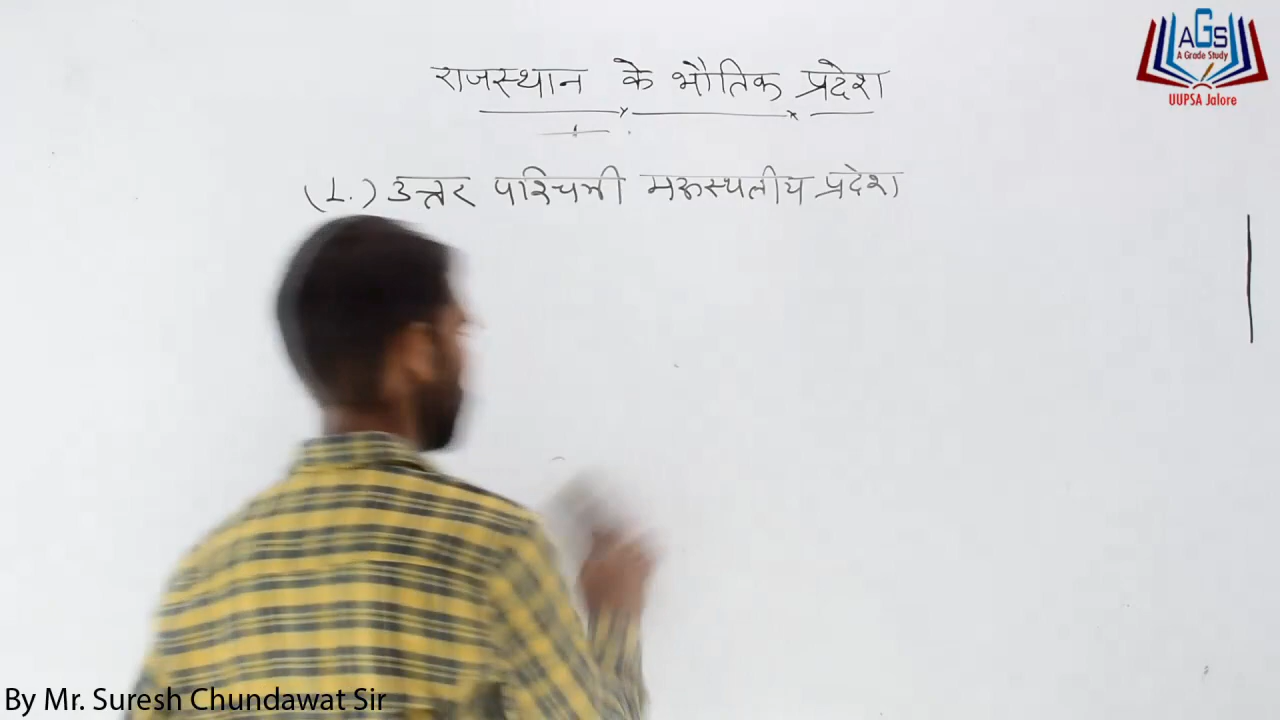 राजस्थान के भौतिक प्रदेश
(1.) उत्तर पश्चिमी मरूस्थलीय प्रदेश
AGS
A Grade Study
UUPSA Jalore
By Mr. Suresh Chundawat Sir